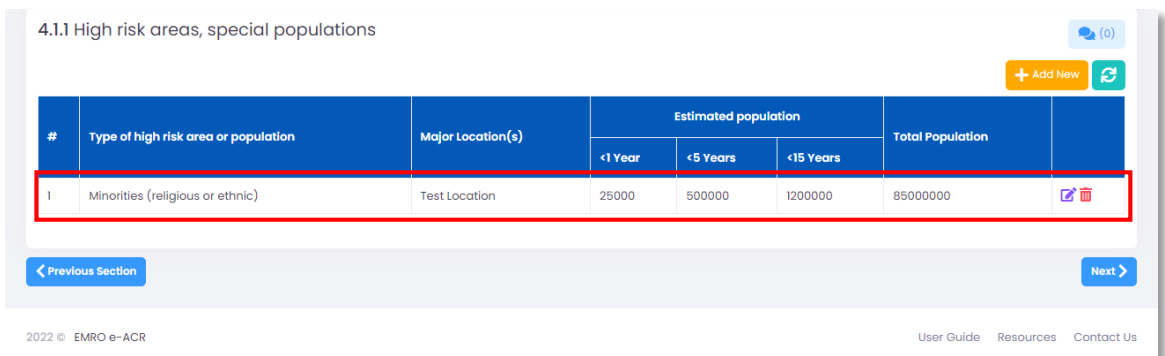 4.1.1 High risk areas, special populations
(0)
Add New
Estimated population
# Type of high risk area or population Major Location(s) Total Population
<1 Year <5 Years <15 Years
1 Minorities (religious or ethnic) Test Location 25000 500000 1200000 85000000
Previous Section Next
2022 © EMRO e-ACR User Guide Resources Contact Us